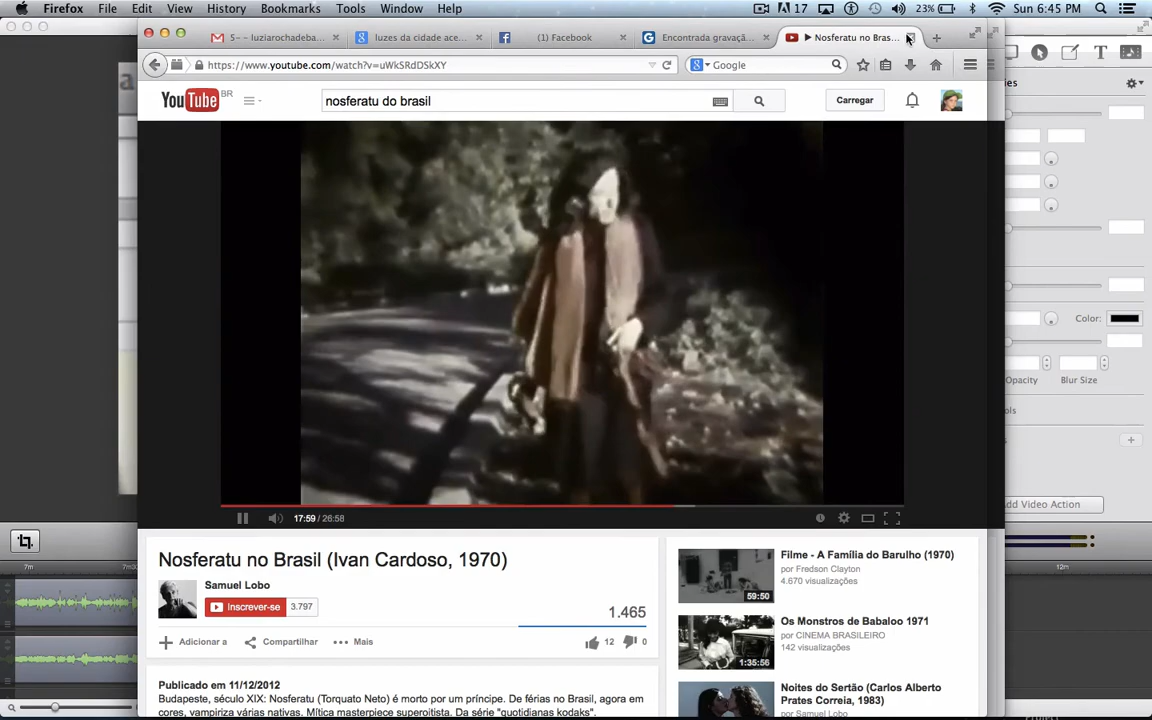 Firefox File Edit View History Bookmarks Tools Window Help
17 23% Sun 6:45 PM
5– – luziarochadeba...
luzes da cidade ace...
(1) Facebook
Encontrada gravaçã...
▶ Nosferatu no Bras...
https://www.youtube.com/watch?v=uWkSRdDSkXY
Google
YouTube BR
nosferatu do brasil
Carregar
Color:
Opacity Blur Size
Add Video Action
17:59 / 26:58
7m
12m
Nosferatu no Brasil (Ivan Cardoso, 1970)
Samuel Lobo
Inscrever-se 3.797
1.465
Adicionar a Compartilhar Mais
12 0
Publicado em 11/12/2012
Budapeste, século XIX: Nosferatu (Torquato Neto) é morto por um príncipe. De férias no Brasil, agora em
cores, vampiriza várias nativas. Mítica masterpiece superoitista. Da série "quotidianas kodaks".
Filme - A Família do Barulho (1970)
por Fredson Clayton
4.670 visualizações
59:50
Os Monstros de Babaloo 1971
por CINEMA BRASILEIRO
142 visualizações
1:35:56
Noites do Sertão (Carlos Alberto
Prates Correia, 1983)
por Samuel Lobo